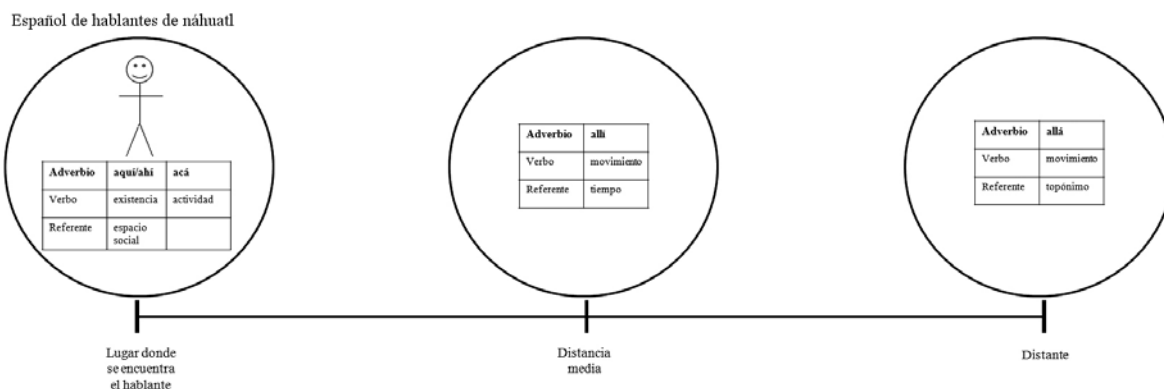 Español de hablantes de náhuatl
Adverbio aquí/ahí acá
Verbo existencia actividad
Referente espacio
social
Adverbio allí
Verbo movimiento
Referente tiempo
Adverbio allá
Verbo movimiento
Referente topónimo
Lugar donde
se encuentra
el hablante
Distancia
media
Distante